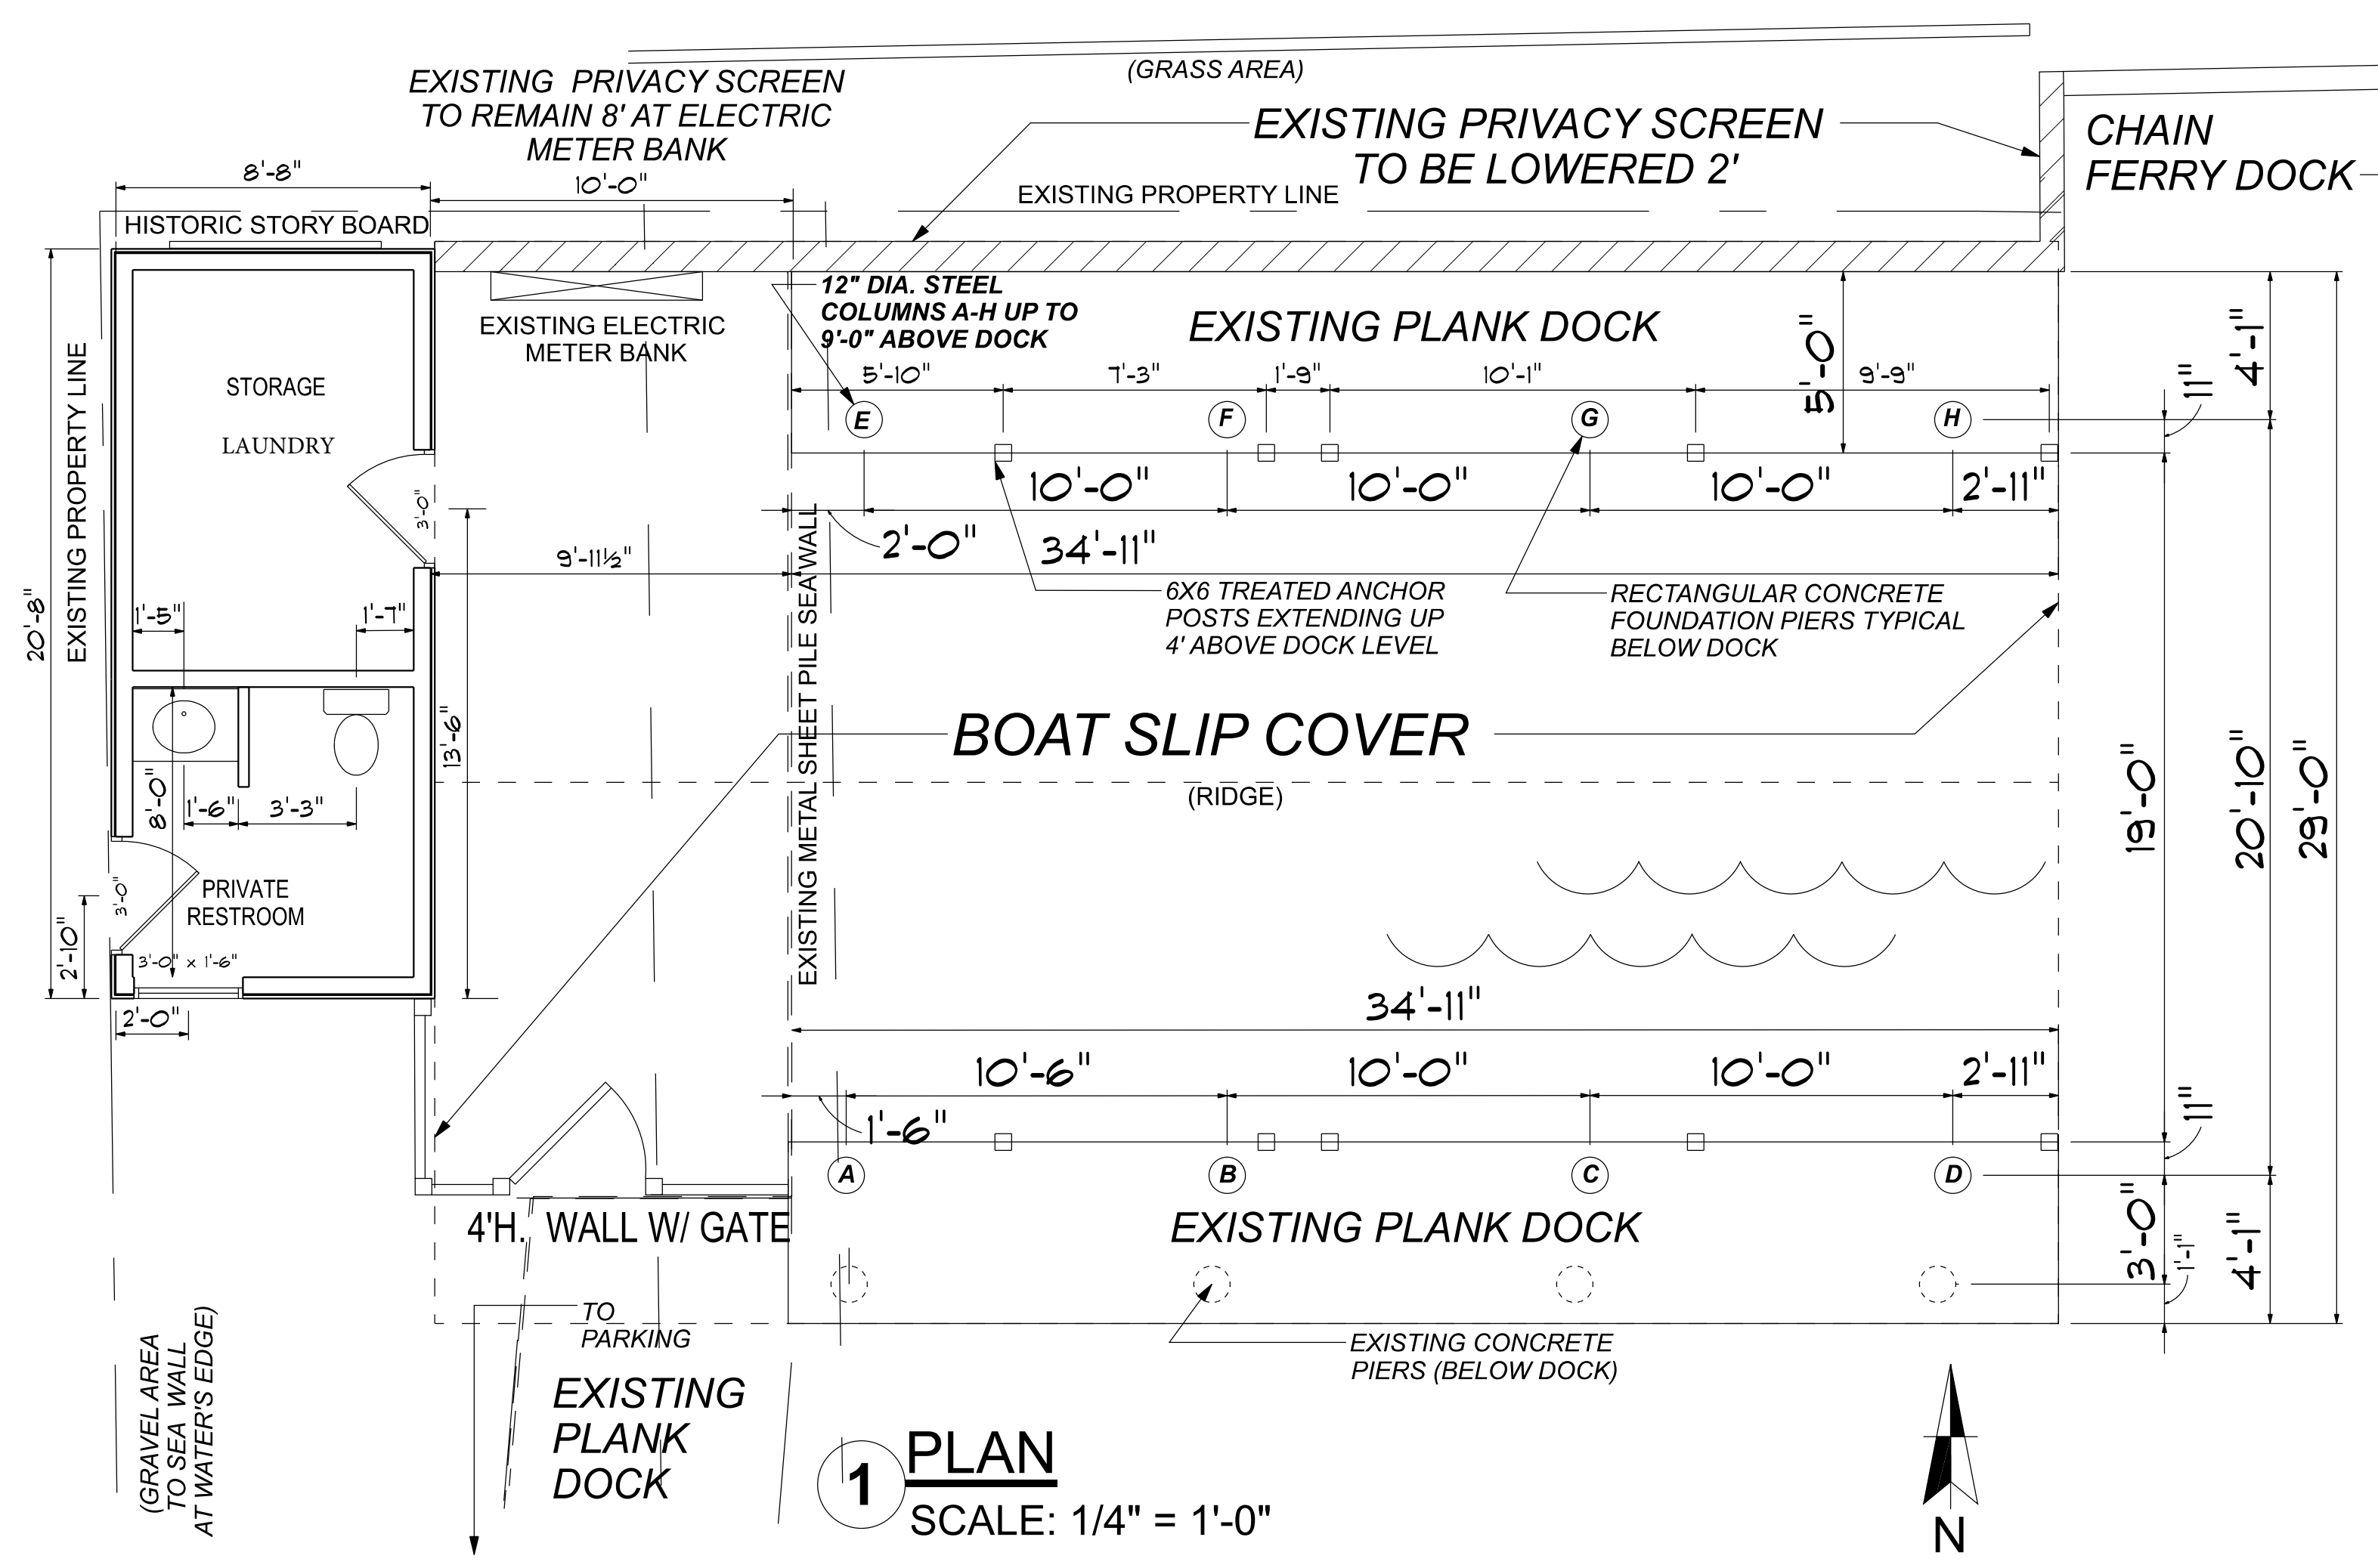 (GRASS AREA)
EXISTING PRIVACY SCREEN
TO REMAIN 8' AT ELECTRIC
METER BANK
EXISTING PRIVACY SCREEN
TO BE LOWERED 2'
CHAIN
FERRY DOCK
8'-8"
10'-0"
EXISTING PROPERTY LINE
HISTORIC STORY BOARD
12" DIA. STEEL
COLUMNS A-H UP TO
9'-0" ABOVE DOCK
EXISTING ELECTRIC
METER BANK
EXISTING PLANK DOCK
5'-0"
4'-1"
11"
5'-10"
7'-3"
1'-9"
10'-1"
9'-9"
E
F
G
H
EXISTING PROPERTY LINE
STORAGE
LAUNDRY
3'-0"
10'-0"
10'-0"
10'-0"
2'-11"
2'-0"
34'-11"
9'-11½"
20'-8"
1'-5"
1'-7"
6X6 TREATED ANCHOR
POSTS EXTENDING UP
4' ABOVE DOCK LEVEL
RECTANGULAR CONCRETE
FOUNDATION PIERS TYPICAL
BELOW DOCK
EXISTING METAL SHEET PILE SEAWALL
13'-6"
BOAT SLIP COVER
(RIDGE)
19'-0"
20'-10"
29'-0"
8'-0"
1'-6"
3'-3"
3'-0"
PRIVATE
RESTROOM
2'-10"
3'-0" × 1'-6"
2'-0"
34'-11"
10'-6"
10'-0"
10'-0"
2'-11"
1'-6"
11"
A
B
C
D
4'H. WALL W/ GATE
EXISTING PLANK DOCK
3'-0"
1'-1"
4'-1"
TO
PARKING
EXISTING CONCRETE
PIERS (BELOW DOCK)
(GRAVEL AREA
TO SEA WALL
AT WATER'S EDGE)
EXISTING
PLANK
DOCK
1
PLAN
SCALE: 1/4" = 1'-0"
N